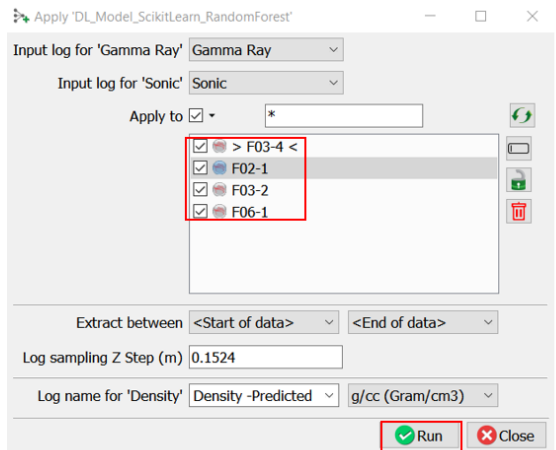 Apply 'DL_Model_ScikitLearn_RandomForest'
Input log for 'Gamma Ray' Gamma Ray
Input log for 'Sonic' Sonic
Apply to *
> F03-4 <
F02-1
F03-2
F06-1
Extract between <Start of data> <End of data>
Log sampling Z Step (m) 0.1524
Log name for 'Density' Density -Predicted g/cc (Gram/cm3)
Run Close